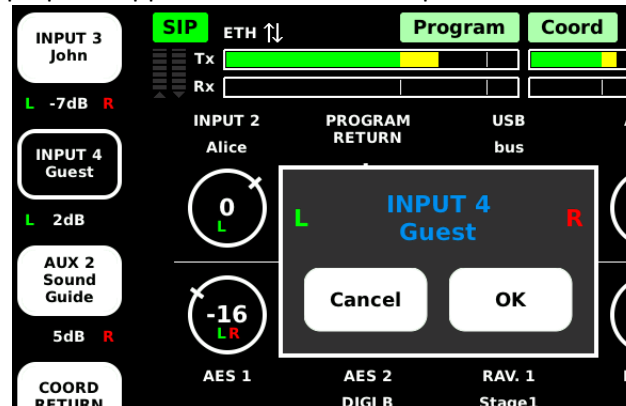 INPUT 3
John
L -7dB R
INPUT 4
Guest
L 2dB
AUX 2
Sound
Guide
5dB R
COORD
RETURN
SIP ETH Program Coord
Tx
Rx
INPUT 2 PROGRAM RETURN USB
Alice bus
0
L
-16
LR
L INPUT 4 R
Guest
Cancel OK
AES 1 AES 2 RAV. 1
DIGI B Stage1